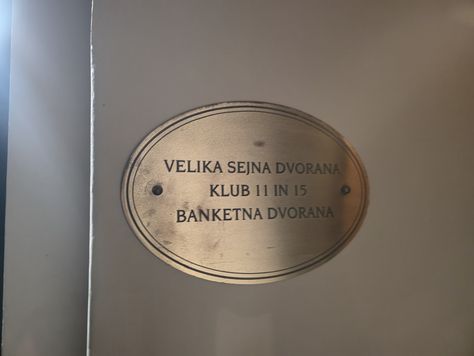 VELIKA SEJNA DVORANA
KLUB 11 IN 15
BANKETNA DVORANA